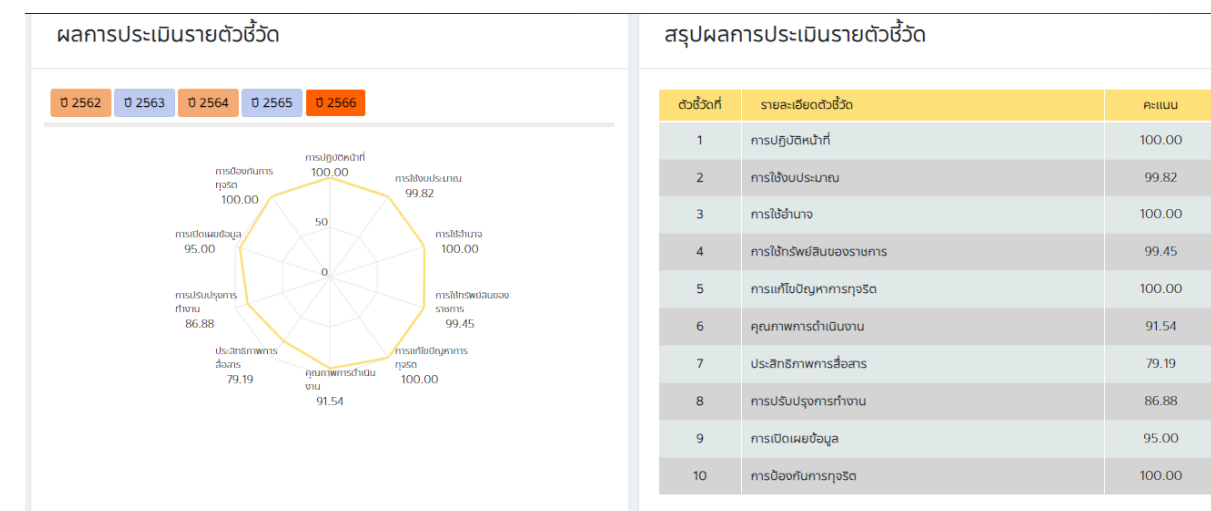 ผลการประเมินรายตัวชี้วัด
ปี 2562 ปี 2563 ปี 2564 ปี 2565 ปี 2566
การปฏิบัติหน้าที่
100.00
การใช้งบประมาณ
99.82
การใช้อำนาจ
100.00
การใช้ทรัพย์สินของ
ราชการ
99.45
การแก้ไขปัญหาการ
ทุจริต
100.00
คุณภาพการดำเนิน
งาน
91.54
ประสิทธิภาพการ
สื่อสาร
79.19
การปรับปรุงการ
ทำงาน
86.88
การเปิดเผยข้อมูล
95.00
การป้องกันการ
ทุจริต
100.00
50
0
สรุปผลการประเมินรายตัวชี้วัด
ตัวชี้วัดที่ รายละเอียดตัวชี้วัด คะแนน
1 การปฏิบัติหน้าที่ 100.00
2 การใช้งบประมาณ 99.82
3 การใช้อำนาจ 100.00
4 การใช้ทรัพย์สินของราชการ 99.45
5 การแก้ไขปัญหาการทุจริต 100.00
6 คุณภาพการดำเนินงาน 91.54
7 ประสิทธิภาพการสื่อสาร 79.19
8 การปรับปรุงการทำงาน 86.88
9 การเปิดเผยข้อมูล 95.00
10 การป้องกันการทุจริต 100.00